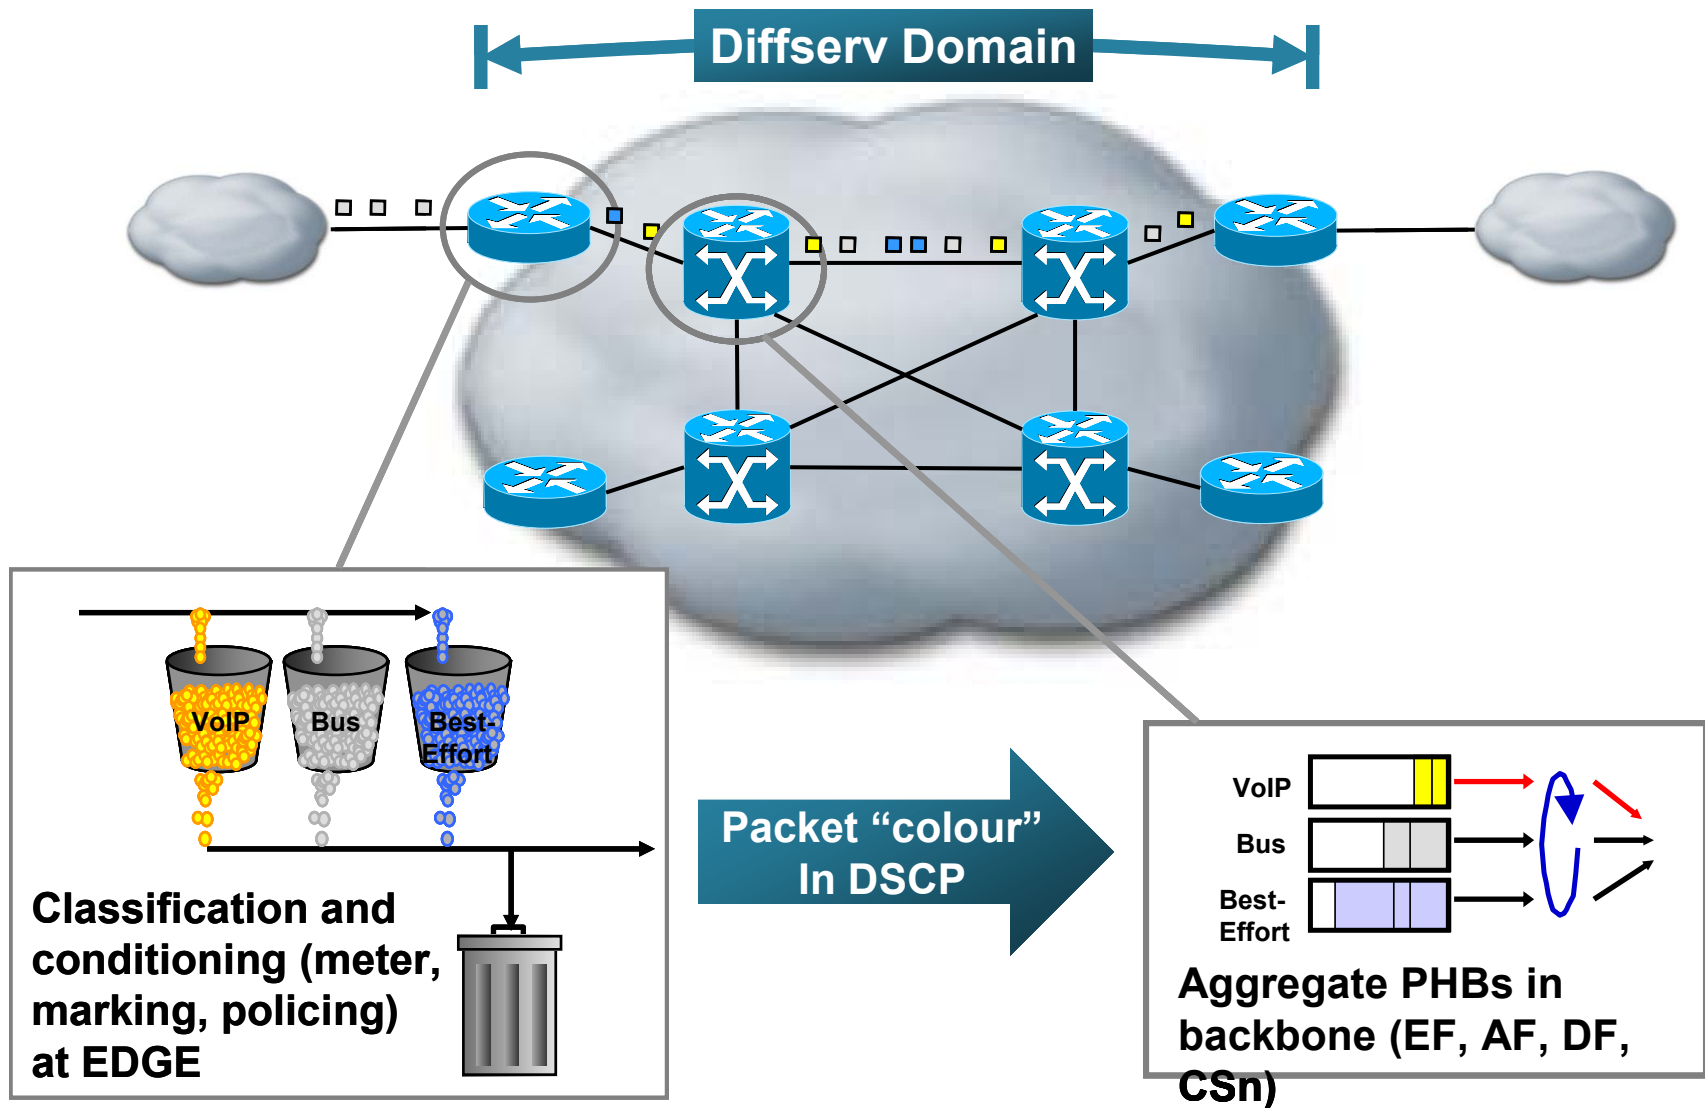 Diffserv Domain
VoIP
Bus
Best-
Effort
Classification and
conditioning (meter,
marking, policing)
at EDGE
Packet “colour”
In DSCP
VoIP
Bus
Best-
Effort
Aggregate PHBs in
backbone (EF, AF, DF,
CSn)